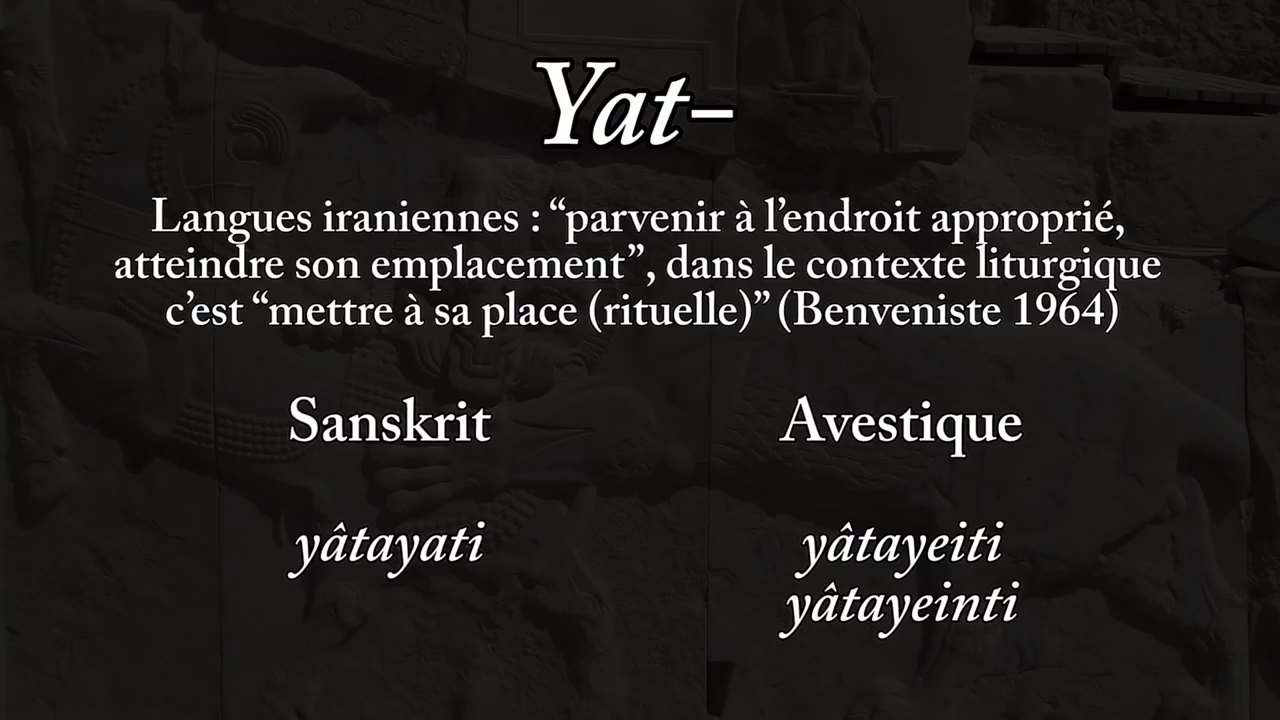 Yat-
Langues iraniennes : “parvenir à l’endroit approprié,
atteindre son emplacement”, dans le contexte liturgique
c’est “mettre à sa place (rituelle)” (Benveniste 1964)
Sanskrit
Avestique
yâtayati
yâtayeiti
yâtayeinti